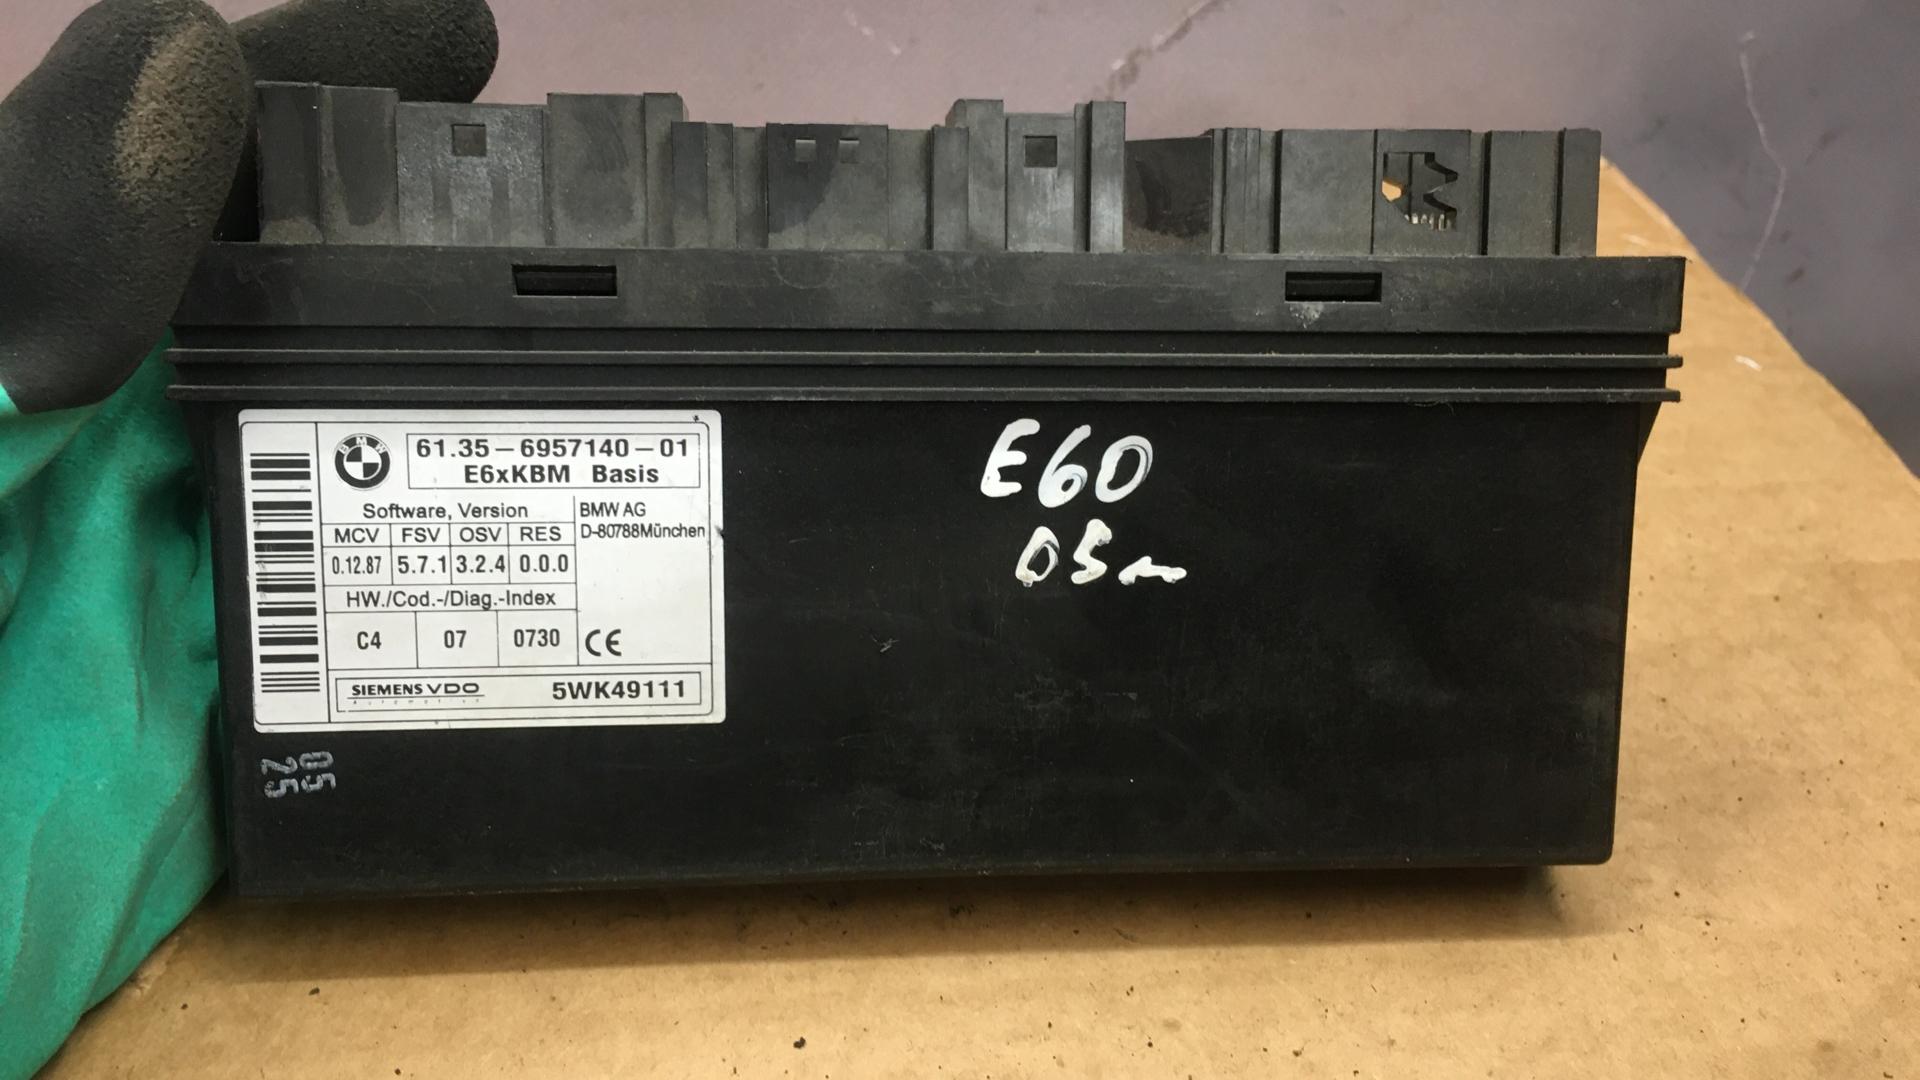 BMW
61.35-6957140-01
E6xKBM Basis
Software, Version
MCV FSV OSV RES
0.12.87 5.7.1 3.2.4 0.0.0
HW./Cod.-/Diag.-Index
C4 07 0730
BMW AG
D-80788München
CE
SIEMENS VDO
Automotive
5WK49111
05
25
E60